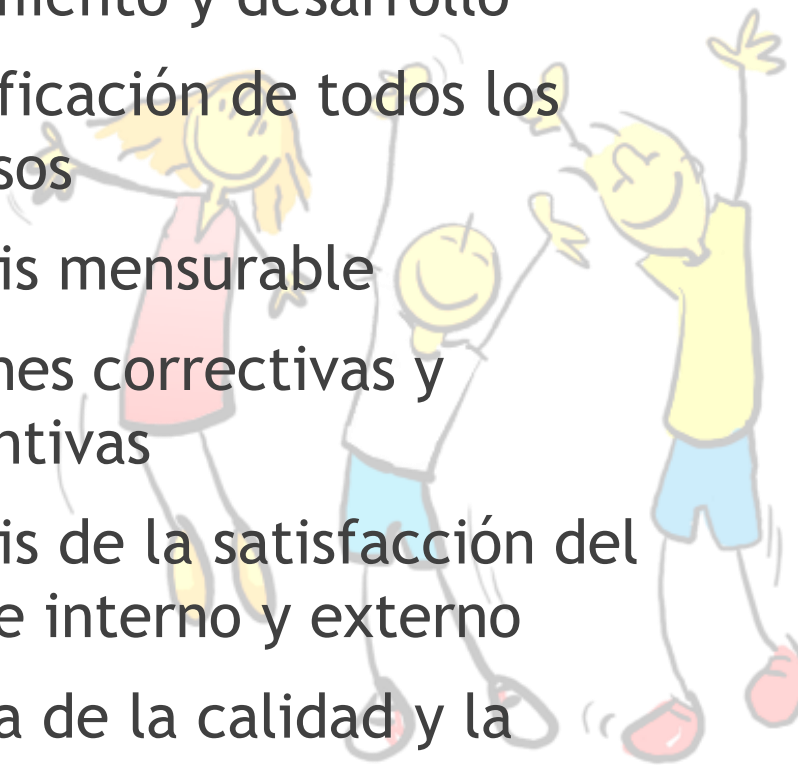 miento y desarrollo
ficación de todos los
sos
is mensurable
nes correctivas y
ntivas
is de la satisfacción del
e interno y externo
a de la calidad y la